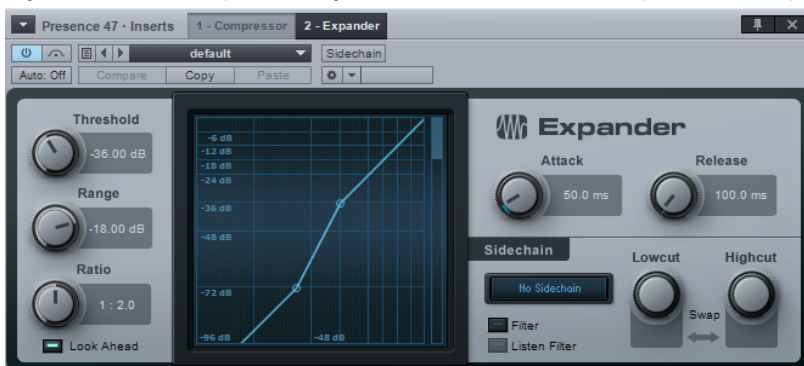 Presence 47 · Inserts 1 - Compressor 2 - Expander
default Sidechain
Auto: Off Compare Copy Paste
Threshold
-36.00 dB
Range
-18.00 dB
Ratio
1 : 2.0
Look Ahead
-6 dB
-12 dB
-18 dB
-24 dB
-36 dB
-48 dB
-72 dB
-96 dB -48 dB
Expander
Attack Release
50.0 ms 100.0 ms
Sidechain
Lowcut Highcut
No Sidechain
Swap
Filter
Listen Filter